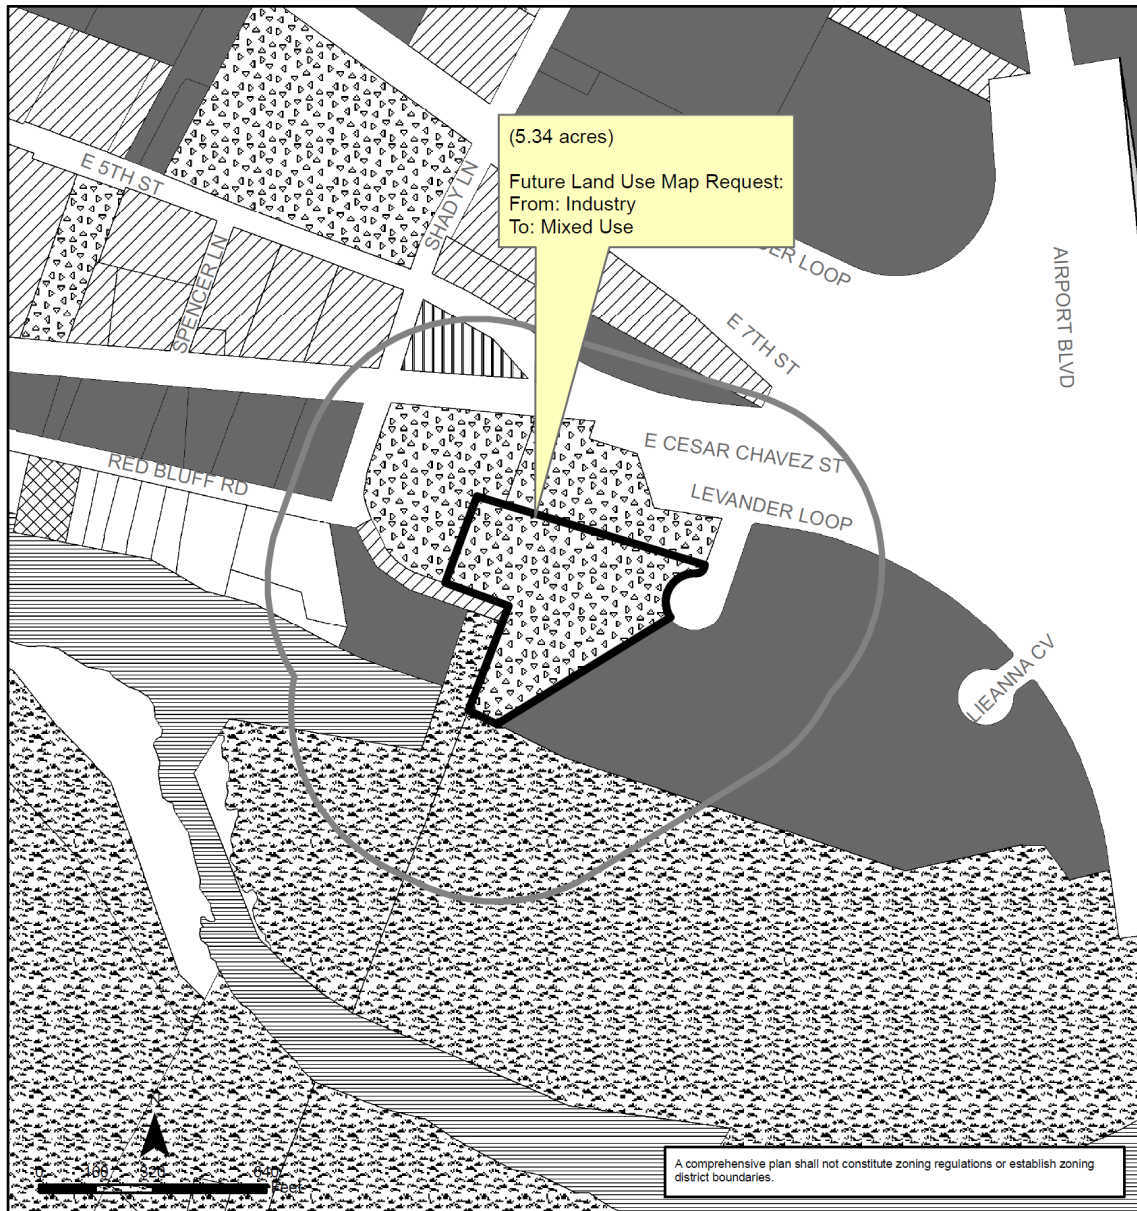 (5.34 acres)
Future Land Use Map Request:
From: Industry
To: Mixed Use
E 5TH ST
SHADY LN
SPENCER LN
LOOP
E 7TH ST
AIRPORT BLVD
E CESAR CHAVEZ ST
RED BLUFF RD
LEVANDER LOOP
LIEANNA CV
0 160 320 640
Feet
A comprehensive plan shall not constitute zoning regulations or establish zoning
district boundaries.